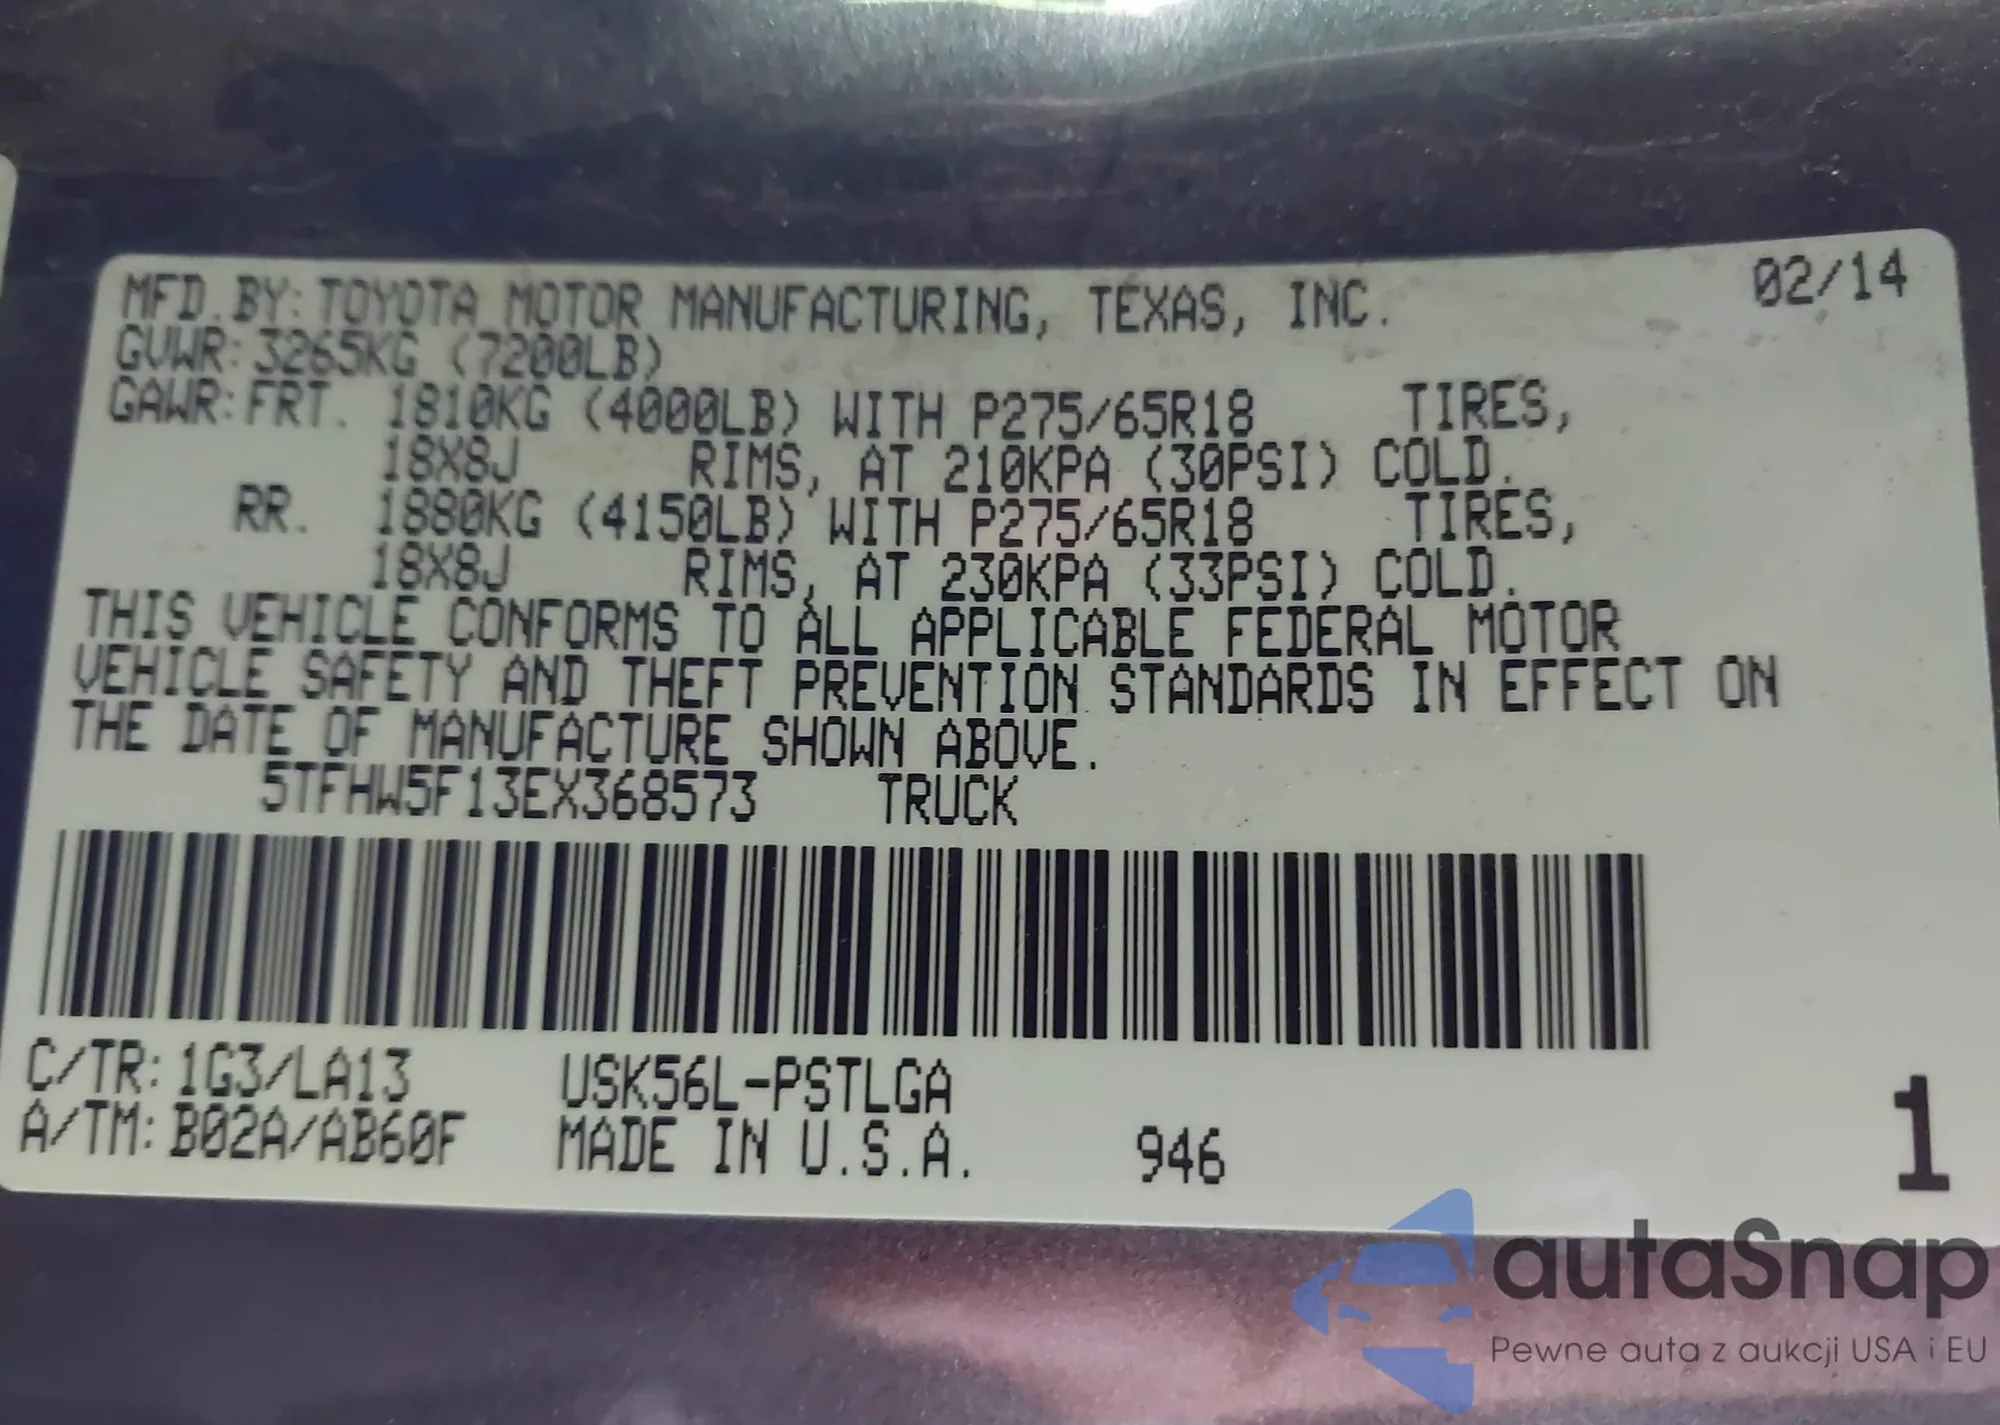 MFD.BY:TOYOTA MOTOR MANUFACTURING, TEXAS, INC. 02/14
GVWR:3265KG (7200LB)
GAWR:FRT. 1810KG (4000LB) WITH P275/65R18 TIRES,
18X8J RIMS, AT 210KPA (30PSI) COLD.
RR. 1880KG (4150LB) WITH P275/65R18 TIRES,
18X8J RIMS, AT 230KPA (33PSI) COLD.
THIS VEHICLE CONFORMS TO ALL APPLICABLE FEDERAL MOTOR
VEHICLE SAFETY AND THEFT PREVENTION STANDARDS IN EFFECT ON
THE DATE OF MANUFACTURE SHOWN ABOVE.
5TFHW5F13EX368573 TRUCK
C/TR:1G3/LA13 USK56L-PSTLGA
A/TM:B02A/AB60F MADE IN U.S.A. 946 1
autaSnap
Pewne auta z aukcji USA i EU